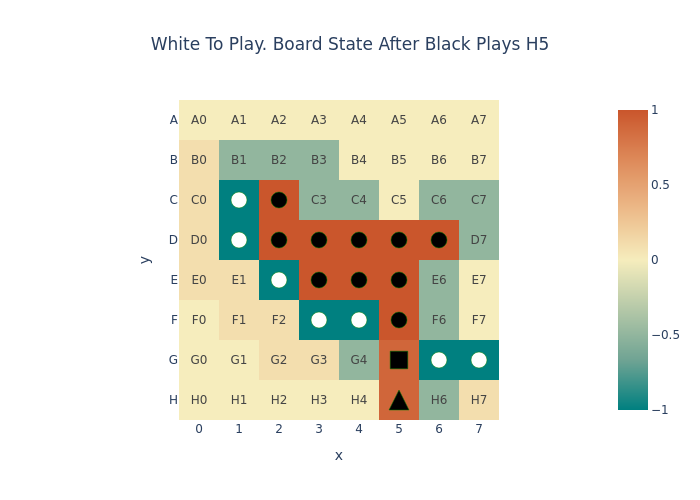 White To Play. Board State After Black Plays H5
A A0 A1 A2 A3 A4 A5 A6 A7
B B0 B1 B2 B3 B4 B5 B6 B7
C C0 C3 C4 C5 C6 C7
D D0 D7
E E0 E1 E6 E7
F F0 F1 F2 F6 F7
G G0 G1 G2 G3 G4
H H0 H1 H2 H3 H4 H6 H7
0 1 2 3 4 5 6 7
x
y
1
0.5
0
−0.5
−1